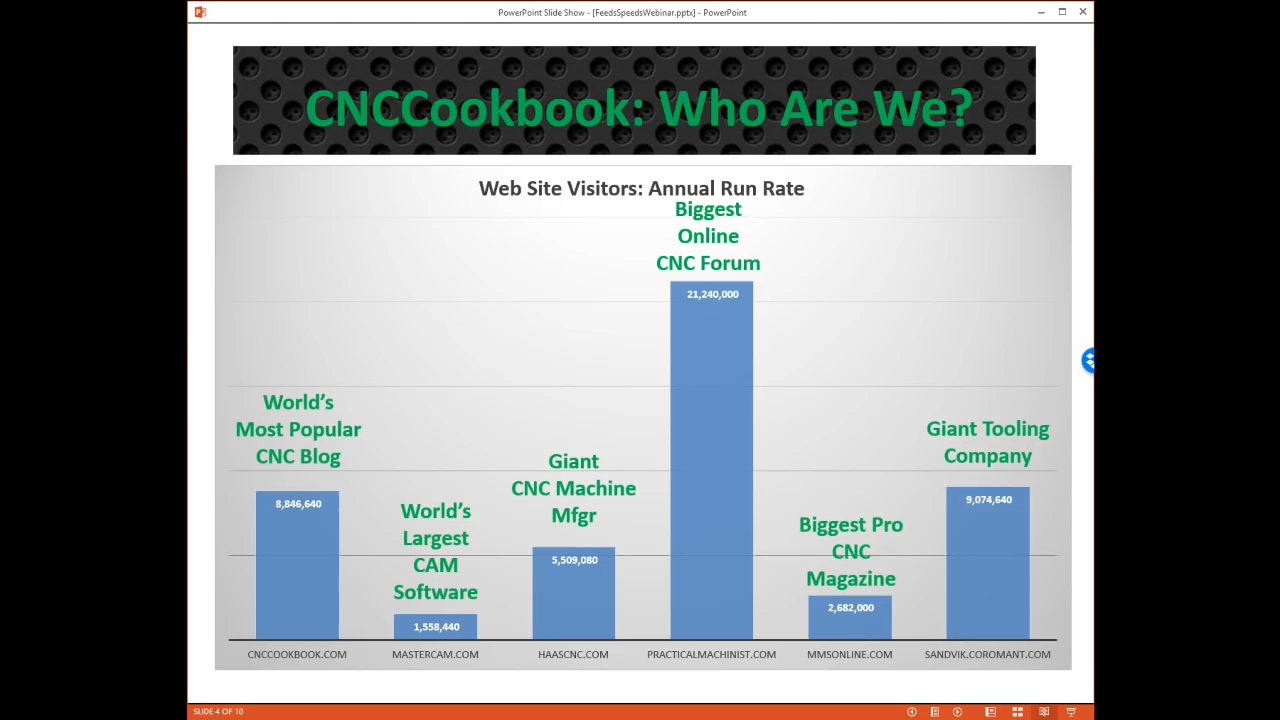 PowerPoint Slide Show - [FeedsSpeedsWebinar.pptx] - PowerPoint
CNCCookbook: Who Are We?
Web Site Visitors: Annual Run Rate
Biggest
Online
CNC Forum
21,240,000
World's
Most Popular
CNC Blog
8,846,640
World's
Largest
CAM
Software
1,558,440
Giant
CNC Machine
Mfgr
5,509,080
Biggest Pro
CNC
Magazine
2,682,000
Giant Tooling
Company
9,074,640
CNCCOOKBOOK.COM
MASTERCAM.COM
HAASCNC.COM
PRACTICALMACHINIST.COM
MMSONLINE.COM
SANDVIK.COROMANT.COM
SLIDE 4 OF 10